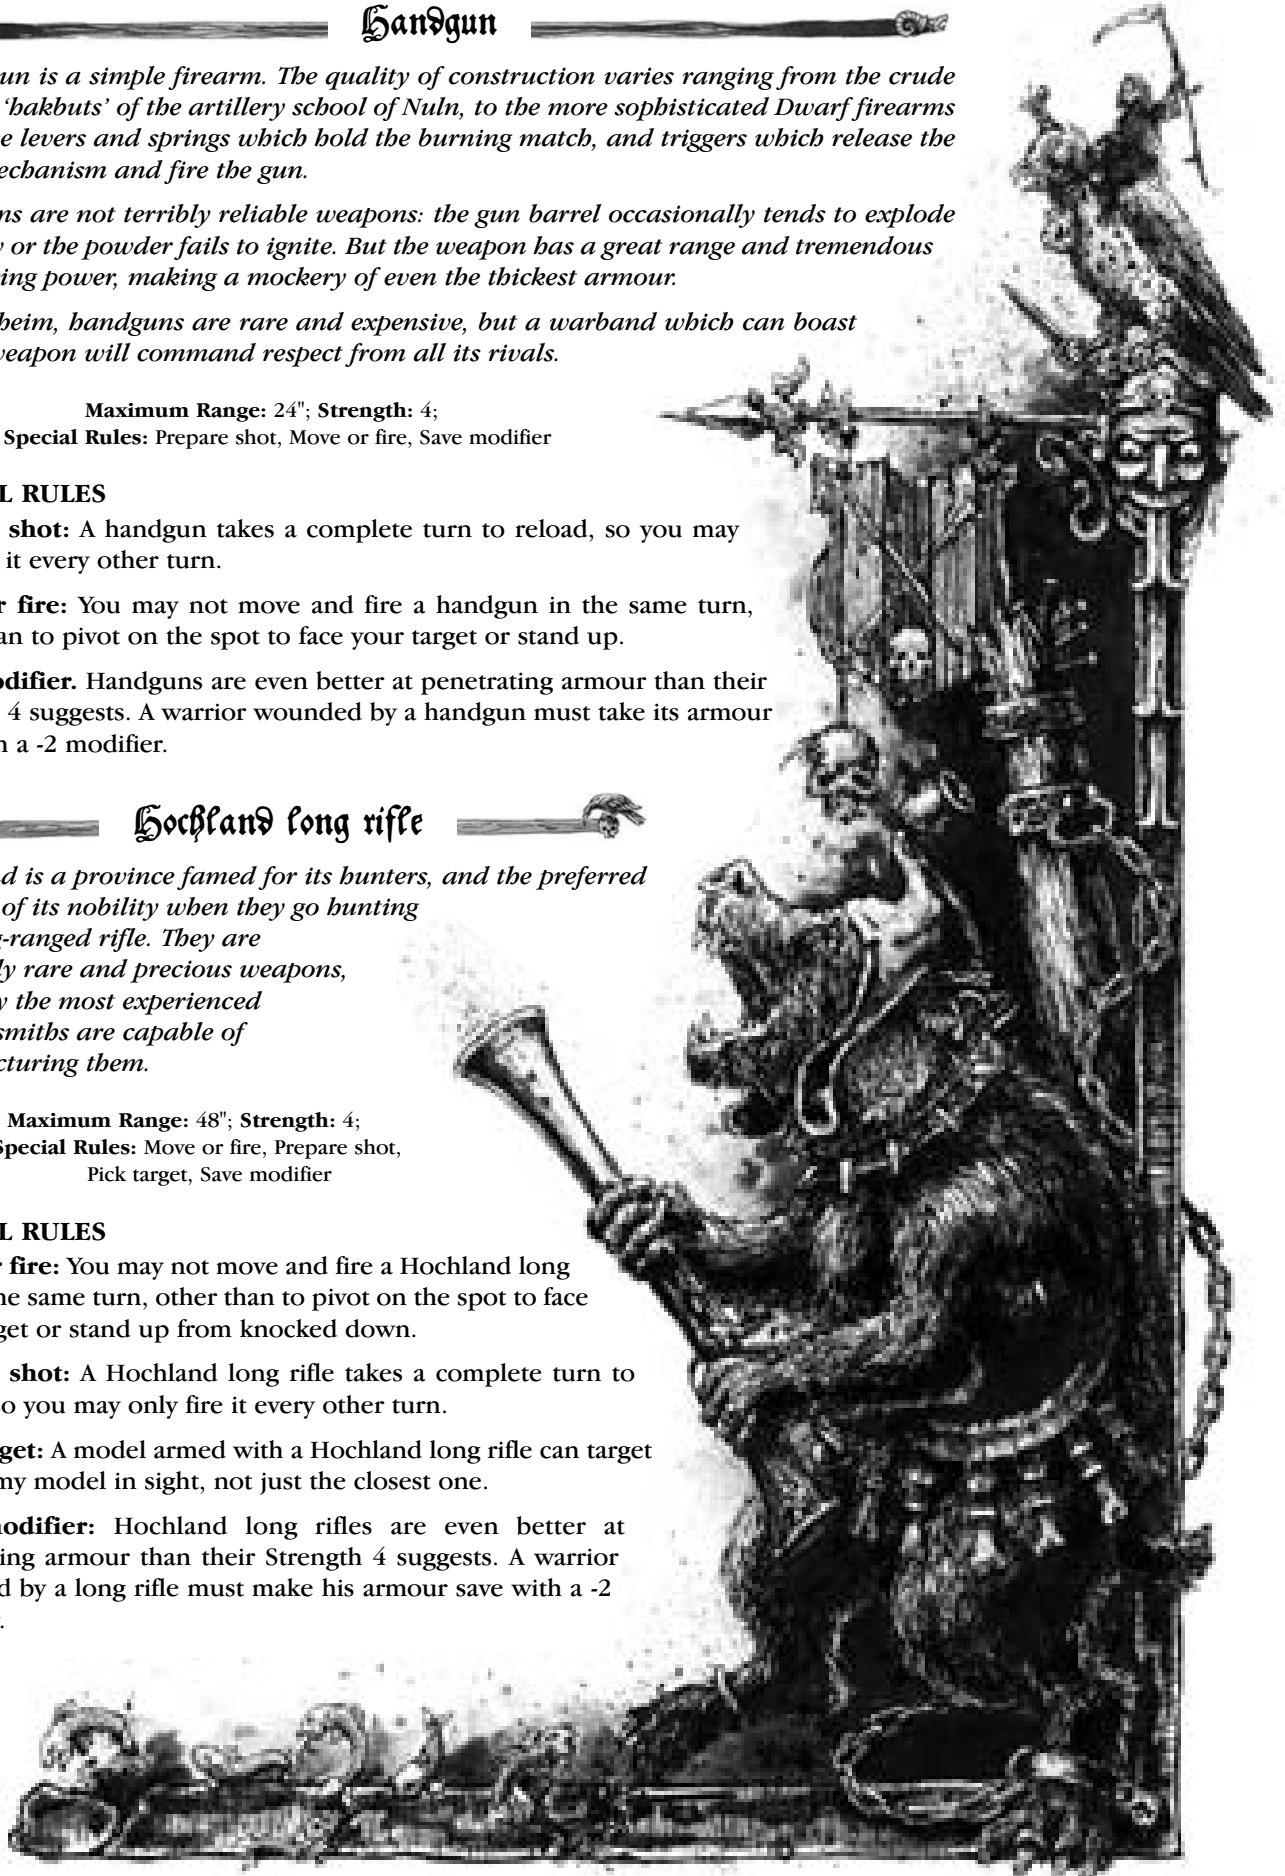 Handgun
un is a simple firearm. The quality of construction varies ranging from the crude
'hakbuts' of the artillery school of Nuln, to the more sophisticated Dwarf firearms
e levers and springs which hold the burning match, and triggers which release the
echanism and fire the gun.
ns are not terribly reliable weapons: the gun barrel occasionally tends to explode
y or the powder fails to ignite. But the weapon has a great range and tremendous
ing power, making a mockery of even the thickest armour.
heim, handguns are rare and expensive, but a warband which can boast
weapon will command respect from all its rivals.
Maximum Range: 24"; Strength: 4;
Special Rules: Prepare shot, Move or fire, Save modifier
L RULES
shot: A handgun takes a complete turn to reload, so you may
it every other turn.
r fire: You may not move and fire a handgun in the same turn,
an to pivot on the spot to face your target or stand up.
odifier. Handguns are even better at penetrating armour than their
4 suggests. A warrior wounded by a handgun must take its armour
h a -2 modifier.
Hochland long rifle
d is a province famed for its hunters, and the preferred
of its nobility when they go hunting
g-ranged rifle. They are
ly rare and precious weapons,
y the most experienced
smiths are capable of
cturing them.
Maximum Range: 48"; Strength: 4;
Special Rules: Move or fire, Prepare shot,
Pick target, Save modifier
L RULES
r fire: You may not move and fire a Hochland long
he same turn, other than to pivot on the spot to face
get or stand up from knocked down.
shot: A Hochland long rifle takes a complete turn to
so you may only fire it every other turn.
get: A model armed with a Hochland long rifle can target
my model in sight, not just the closest one.
modifier: Hochland long rifles are even better at
ing armour than their Strength 4 suggests. A warrior
d by a long rifle must make his armour save with a -2
.